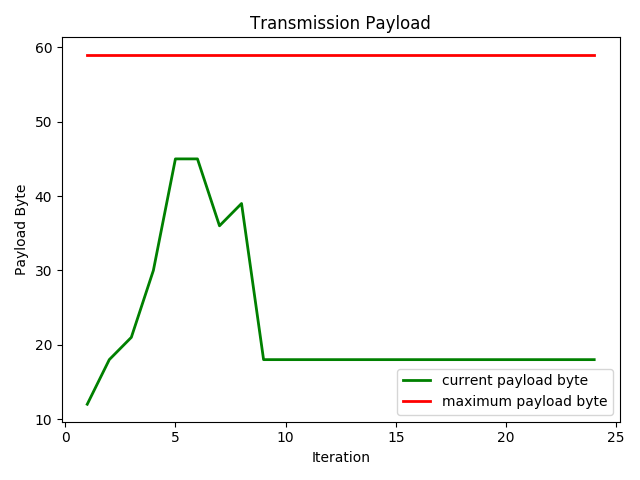 Transmission Payload
60
50
40
30
20
10
Payload Byte
current payload byte
maximum payload byte
0 5 10 15 20 25
Iteration